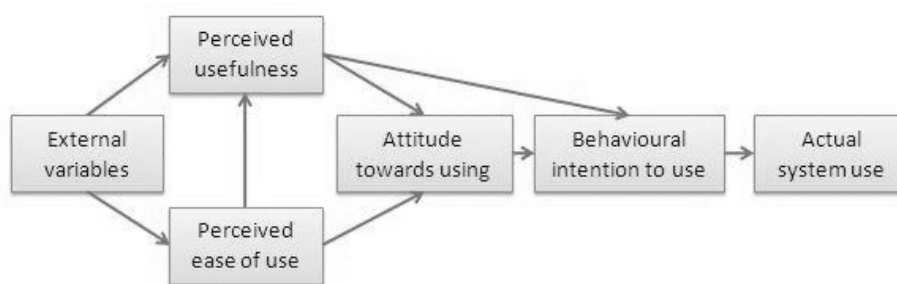 Perceived
usefulness
External
variables
Attitude
towards using
Behavioural
intention to use
Actual
system use
Perceived
ease of use